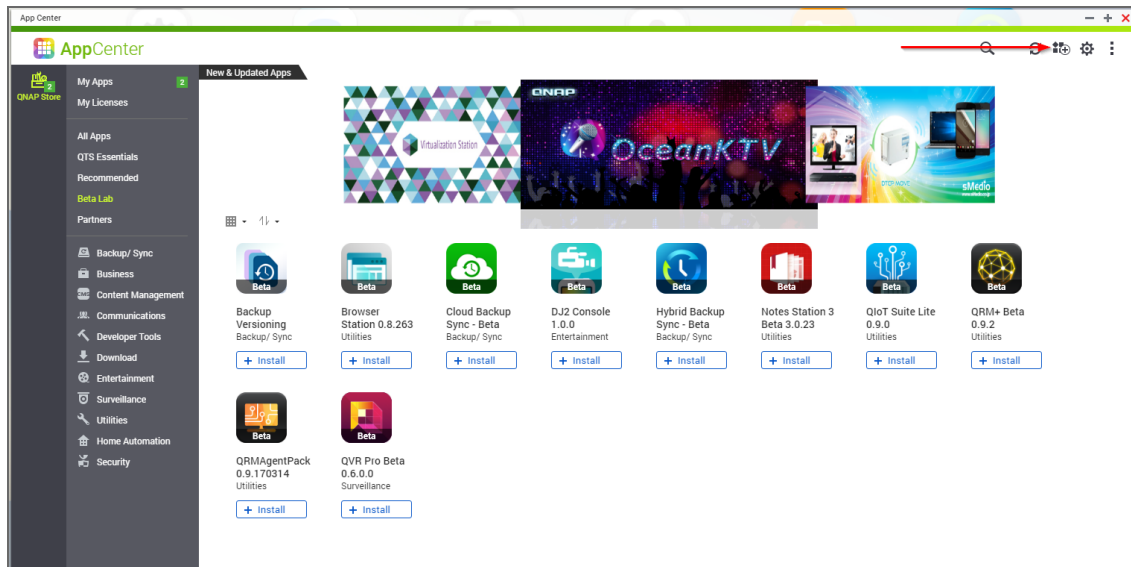 App Center
AppCenter
2
QNAP Store
My Apps 2
My Licenses
All Apps
QTS Essentials
Recommended
Beta Lab
Partners
Backup/ Sync
Business
Content Management
Communications
Developer Tools
Download
Entertainment
Surveillance
Utilities
Home Automation
Security
New & Updated Apps
Virtualization Station
QNAP
OceanKTV
sMedio
Beta
Backup
Versioning
Backup/ Sync
+ Install
Beta
Browser
Station 0.8.263
Utilities
+ Install
Beta
Cloud Backup
Sync - Beta
Backup/ Sync
+ Install
Beta
DJ2 Console
1.0.0
Entertainment
+ Install
Beta
Hybrid Backup
Sync - Beta
Backup/ Sync
+ Install
Beta
Notes Station 3
Beta 3.0.23
Utilities
+ Install
Beta
QIoT Suite Lite
0.9.0
Utilities
+ Install
Beta
QRM+ Beta
0.9.2
Utilities
+ Install
Beta
QRMAgentPack
0.9.170314
Utilities
+ Install
Beta
QVR Pro Beta
0.6.0.0
Surveillance
+ Install